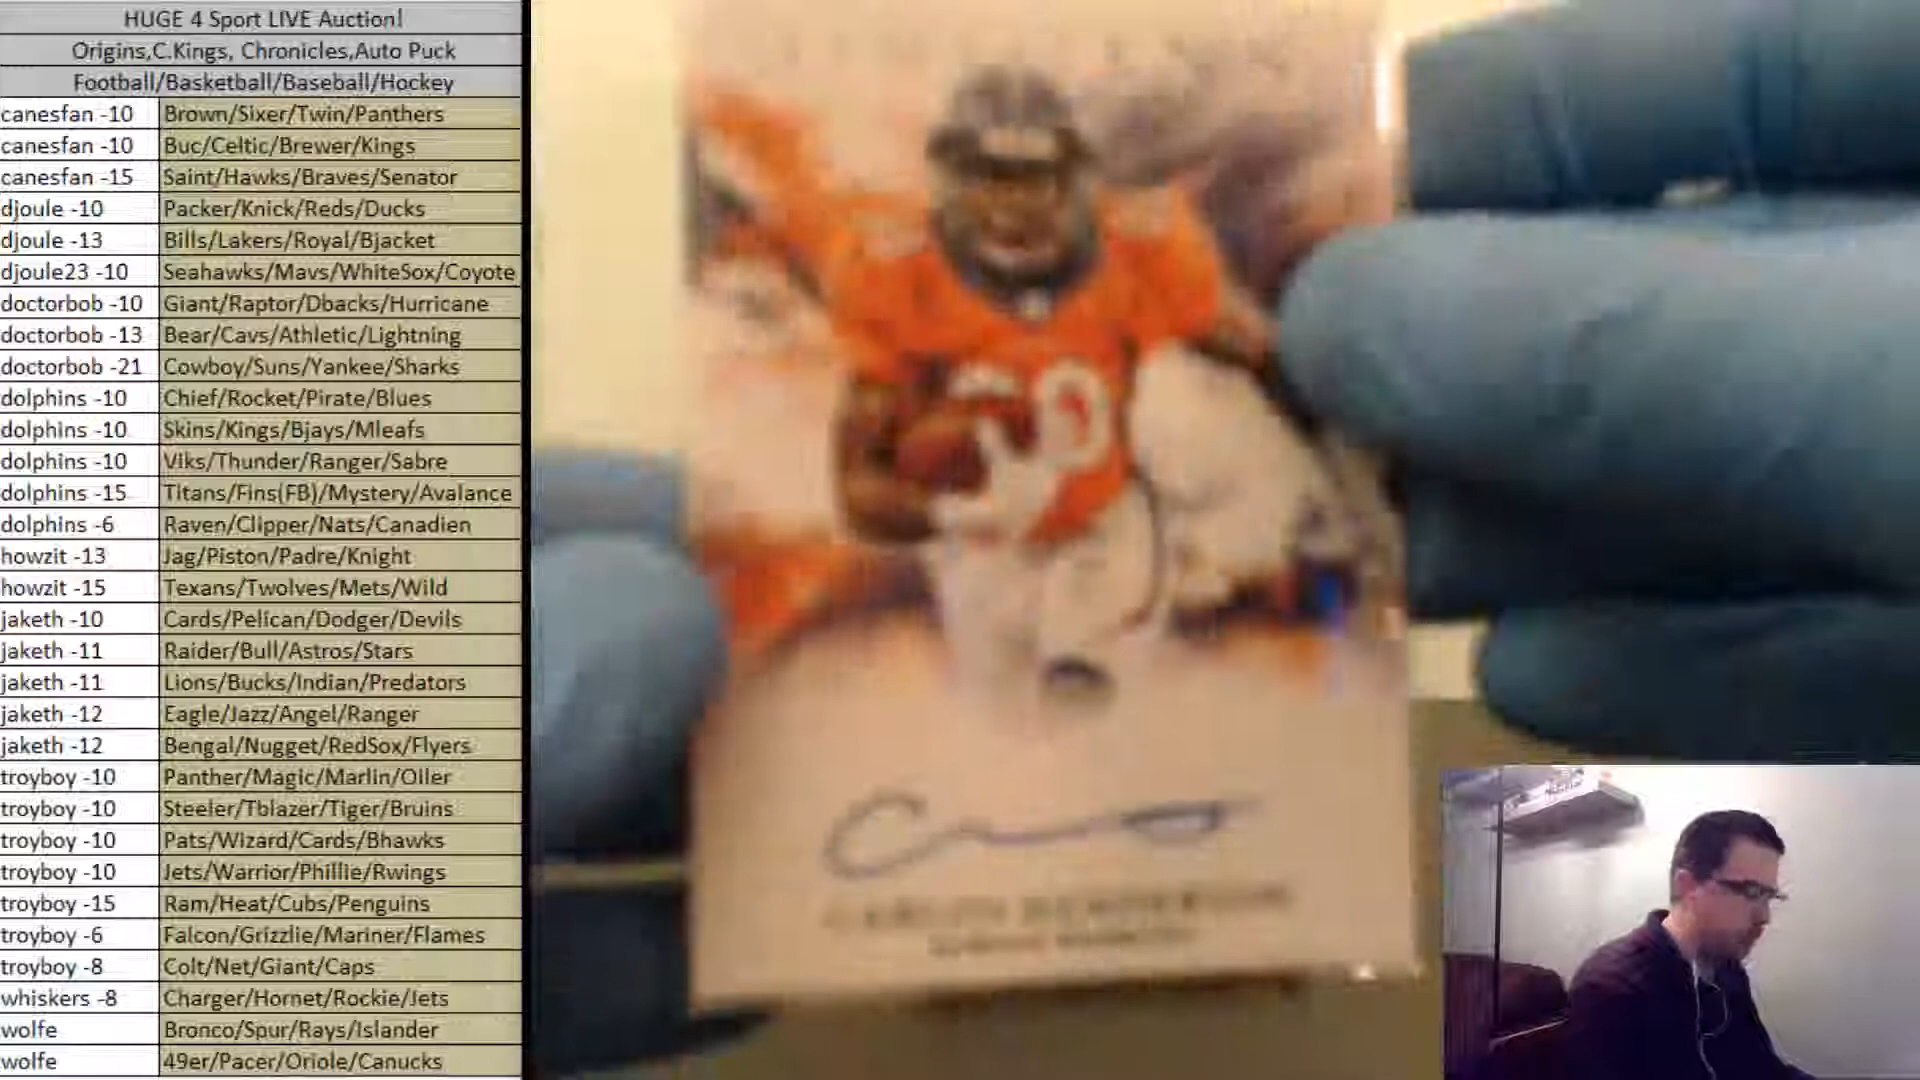 HUGE 4 Sport LIVE Auction!
Origins,C.Kings, Chronicles,Auto Puck
Football/Basketball/Baseball/Hockey
canesfan -10 Brown/Sixer/Twin/Panthers
canesfan -10 Buc/Celtic/Brewer/Kings
canesfan -15 Saint/Hawks/Braves/Senator
djoule -10 Packer/Knick/Reds/Ducks
djoule -13 Bills/Lakers/Royal/Bjacket
djoule23 -10 Seahawks/Mavs/WhiteSox/Coyote
doctorbob -10 Giant/Raptor/Dbacks/Hurricane
doctorbob -13 Bear/Cavs/Athletic/Lightning
doctorbob -21 Cowboy/Suns/Yankee/Sharks
dolphins -10 Chief/Rocket/Pirate/Blues
dolphins -10 Skins/Kings/Bjays/Mleafs
dolphins -10 Viks/Thunder/Ranger/Sabre
dolphins -15 Titans/Fins(FB)/Mystery/Avalance
dolphins -6 Raven/Clipper/Nats/Canadien
howzit -13 Jag/Piston/Padre/Knight
howzit -15 Texans/Twolves/Mets/Wild
jaketh -10 Cards/Pelican/Dodger/Devils
jaketh -11 Raider/Bull/Astros/Stars
jaketh -11 Lions/Bucks/Indian/Predators
jaketh -12 Eagle/Jazz/Angel/Ranger
jaketh -12 Bengal/Nugget/RedSox/Flyers
troyboy -10 Panther/Magic/Marlin/Oiler
troyboy -10 Steeler/Tblazer/Tiger/Bruins
troyboy -10 Pats/Wizard/Cards/Bhawks
troyboy -10 Jets/Warrior/Phillie/Rwings
troyboy -15 Ram/Heat/Cubs/Penguins
troyboy -6 Falcon/Grizzlie/Mariner/Flames
troyboy -8 Colt/Net/Giant/Caps
whiskers -8 Charger/Hornet/Rockie/Jets
wolfe Bronco/Spur/Rays/Islander
wolfe 49er/Pacer/Oriole/Canucks